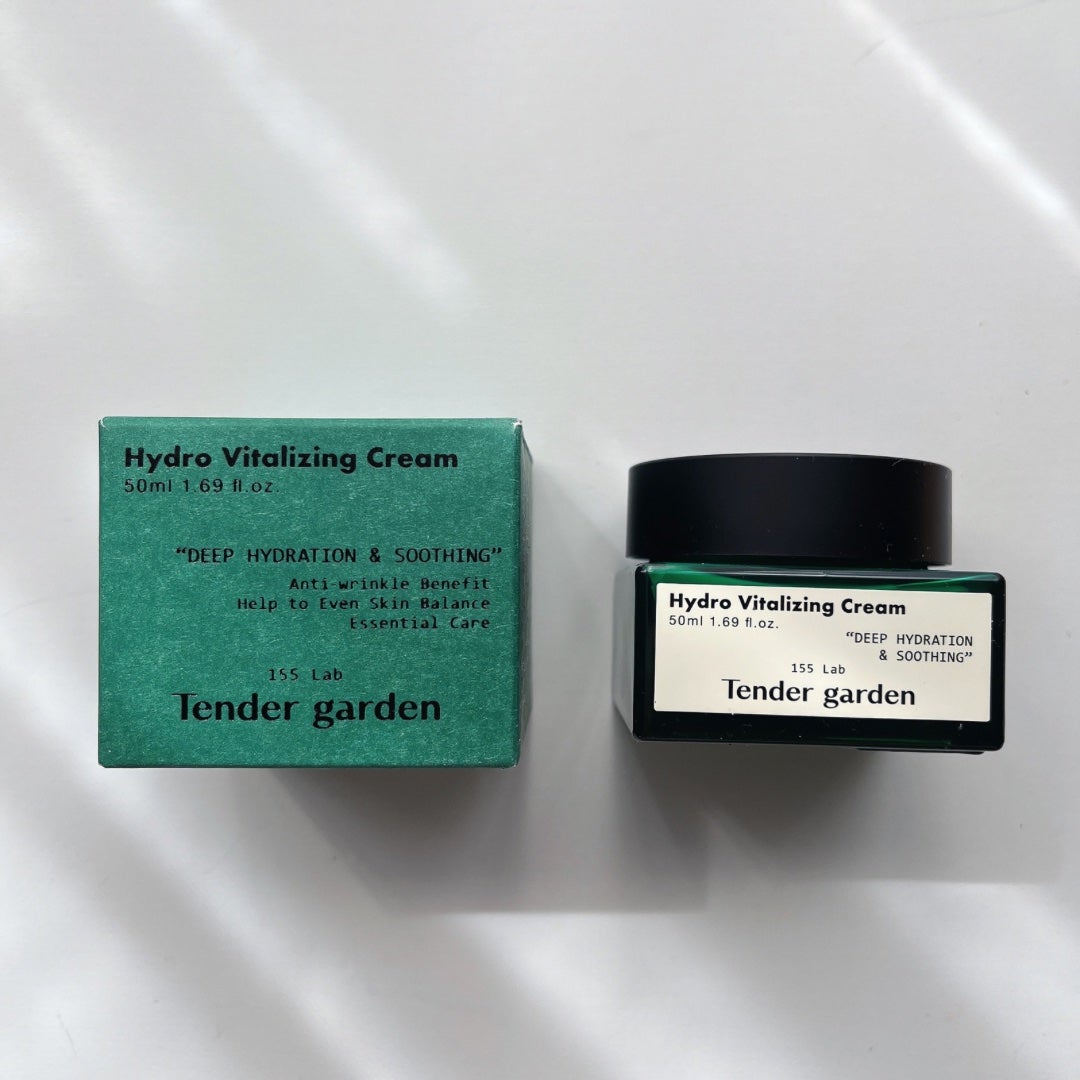 Hydro Vitalizing Cream
50ml 1.69 fl.oz.
“DEEP HYDRATION & SOOTHING”
Anti-wrinkle Benefit
Help to Even Skin Balance
Essential Care
155 Lab
Tender garden
Hydro Vitalizing Cream
50ml 1.69 fl.oz.
“DEEP HYDRATION
& SOOTHING”
155 Lab
Tender garden